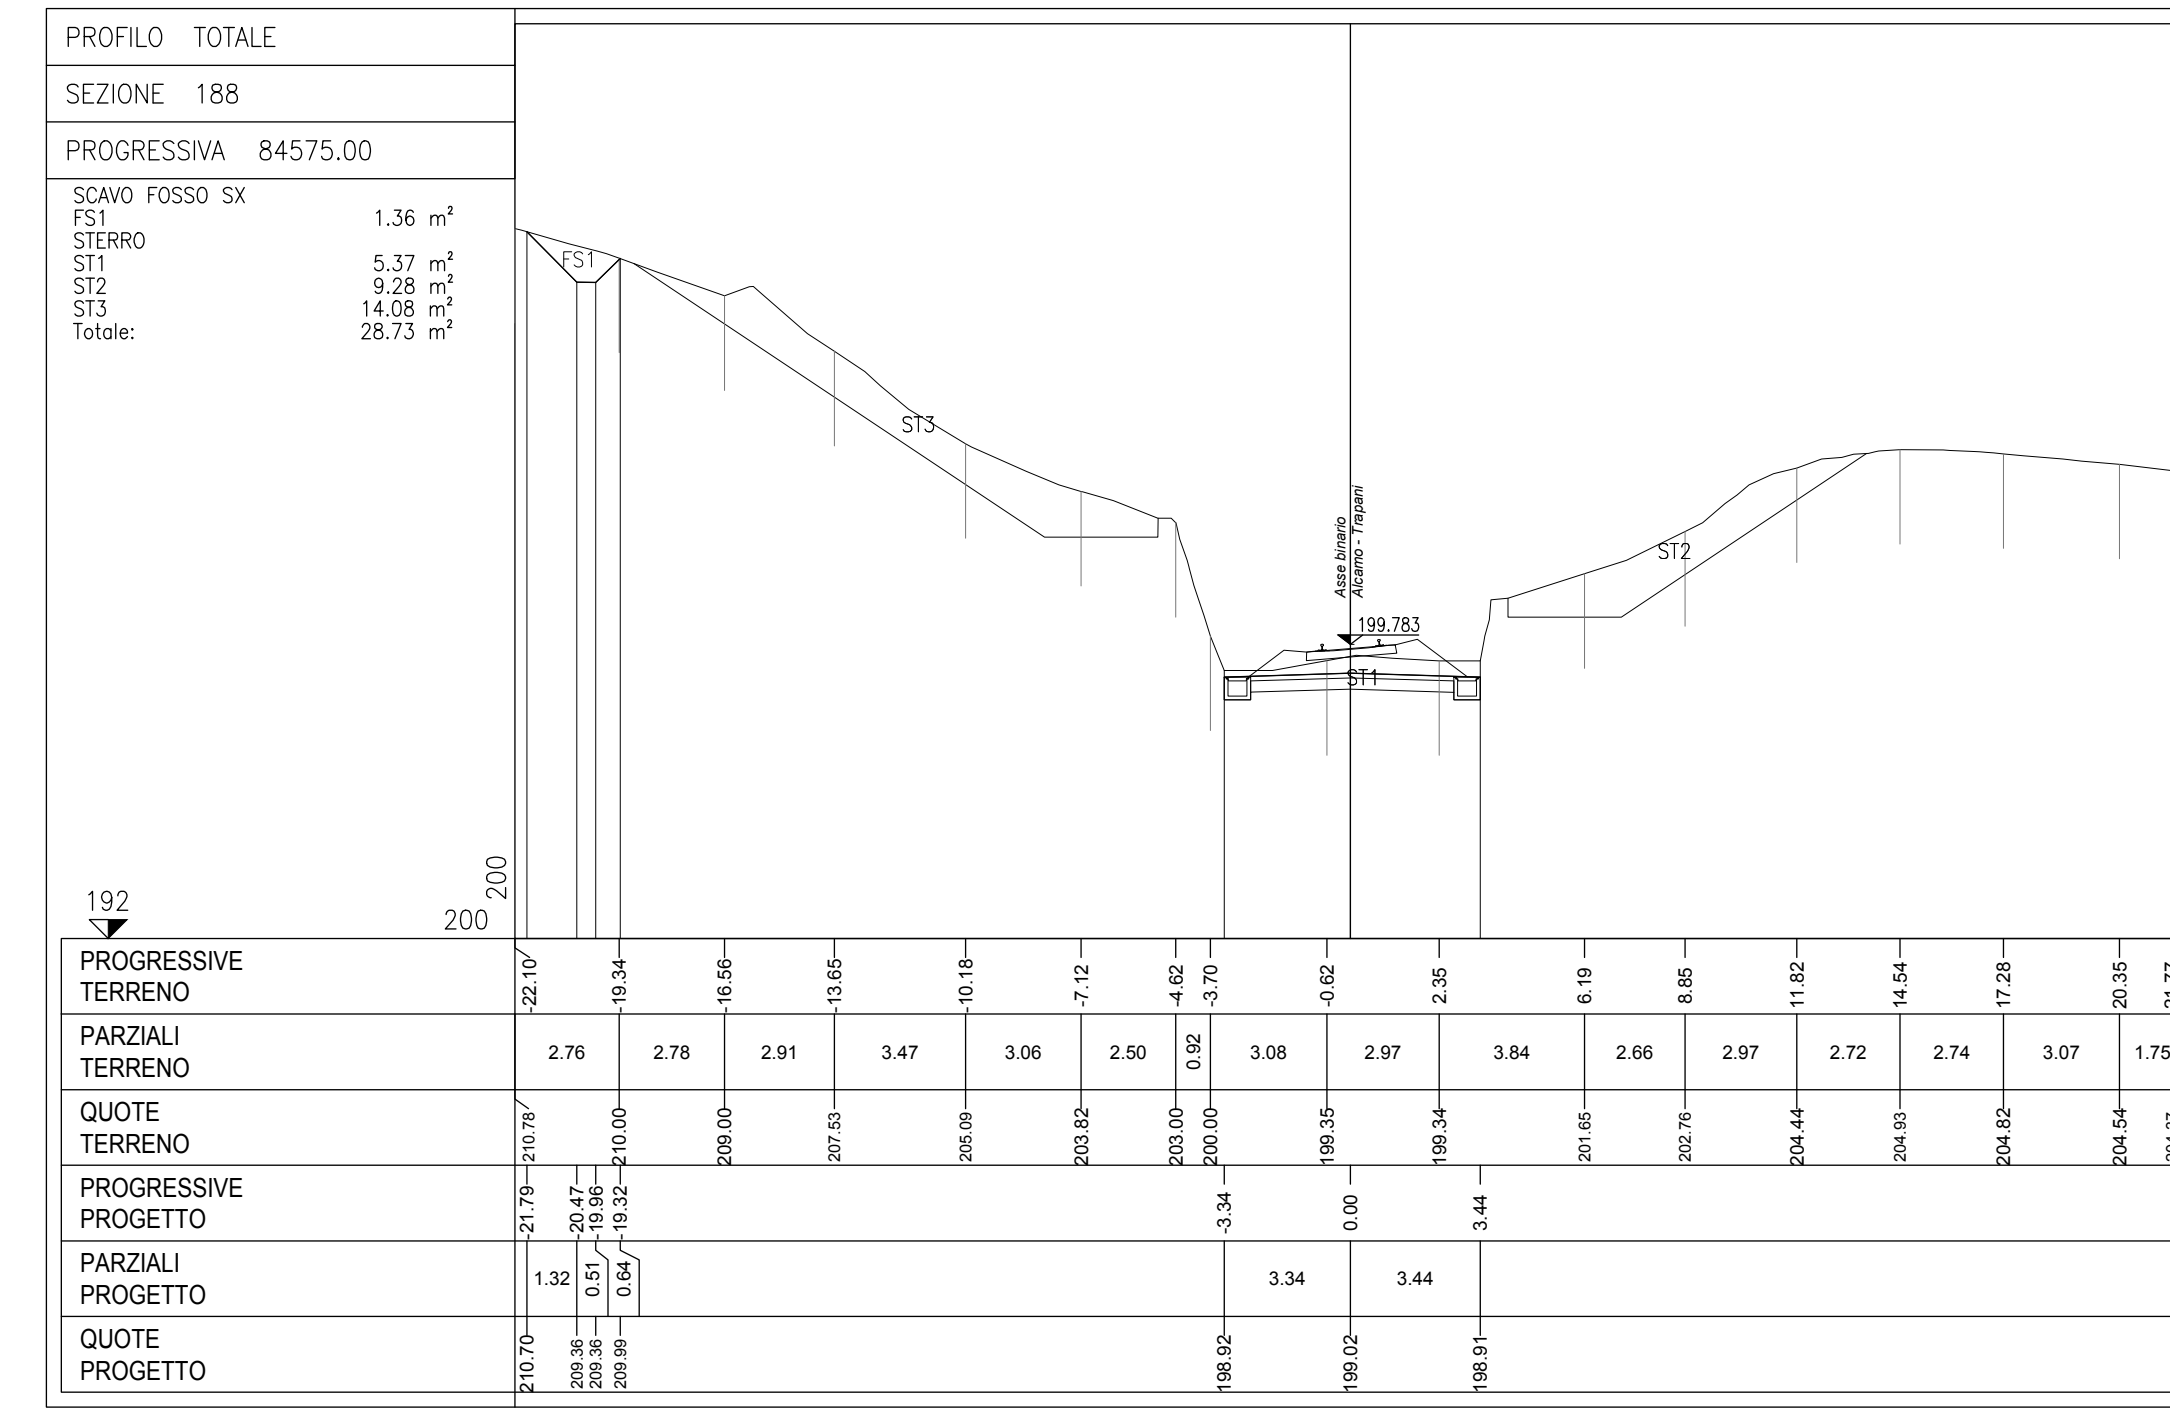 PROFILO TOTALE
SEZIONE 188
PROGRESSIVA 84575.00
SCAVO FOSSO SX
FS1 1.36 m²
STERRO
ST1 5.37 m²
ST2 9.28 m²
ST3 14.08 m²
Totale: 28.73 m²
FS1
ST3
Asse binario
Alcamo - Trapani
199.783
ST1
ST2
192
200
200
PROGRESSIVE
TERRENO
-22.10 -19.34 -16.56 -13.65 -10.18 -7.12 -4.62 -3.70 -0.62 2.35 6.19 8.85 11.82 14.54 17.28 20.35
PARZIALI
TERRENO
2.76 2.78 2.91 3.47 3.06 2.50 0.92 3.08 2.97 3.84 2.66 2.97 2.72 2.74 3.07 1.75
QUOTE
TERRENO
210.78 210.00 209.00 207.53 205.09 203.82 203.00 200.00 199.35 199.34 201.65 202.76 204.44 204.93 204.82 204.54
PROGRESSIVE
PROGETTO
-21.79 -20.47 -19.96 -19.32 -3.34 0.00 3.44
PARZIALI
PROGETTO
1.32 0.51 0.64 3.34 3.44
QUOTE
PROGETTO
210.70 209.36 209.36 209.99 198.92 199.02 198.91